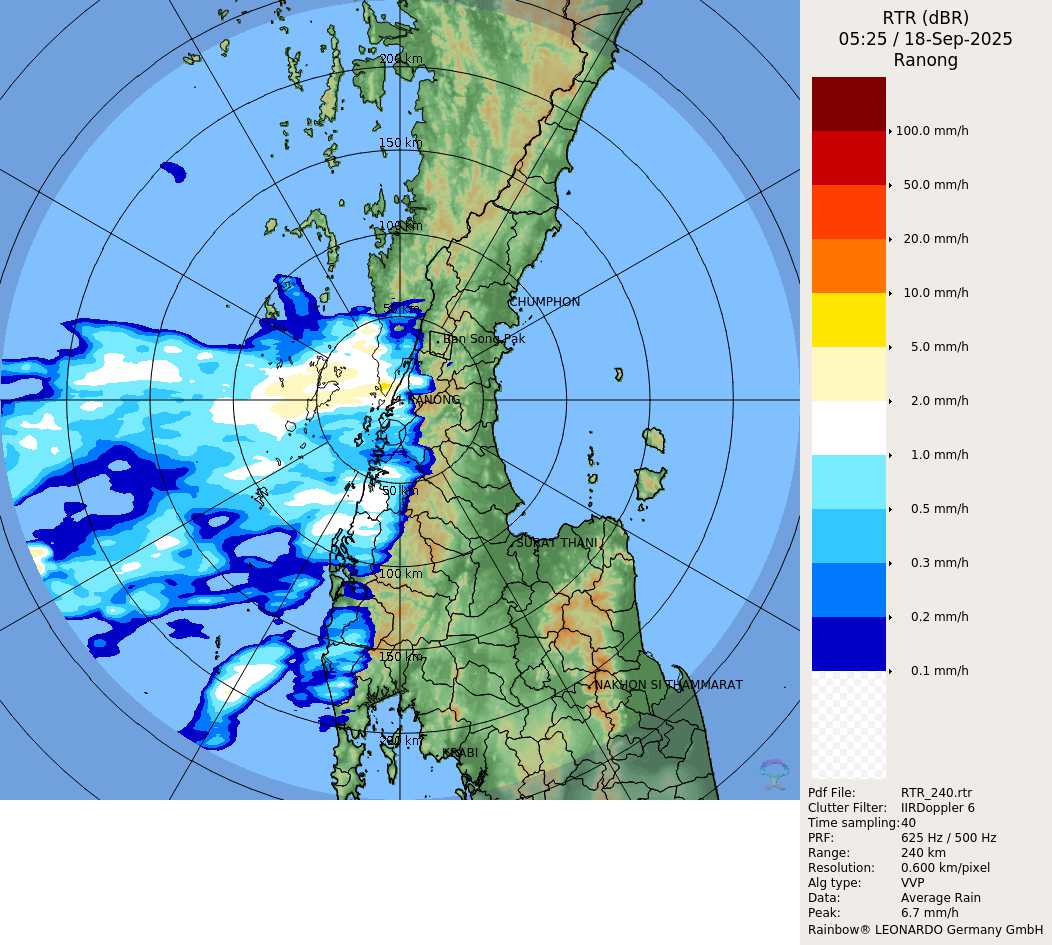 RTR (dBR)
05:25 / 18-Sep-2025
Ranong
100.0 mm/h
50.0 mm/h
20.0 mm/h
10.0 mm/h
5.0 mm/h
2.0 mm/h
1.0 mm/h
0.5 mm/h
0.3 mm/h
0.2 mm/h
0.1 mm/h
Pdf File: RTR_240.rtr
Clutter Filter: IIRDoppler 6
Time sampling: 40
PRF: 625 Hz / 500 Hz
Range: 240 km
Resolution: 0.600 km/pixel
Alg type: VVP
Data: Average Rain
Peak: 6.7 mm/h
Rainbow® LEONARDO Germany GmbH
200 km
150 km
100 km
CHUMPHON
50 km
Ban Song Pak
RANONG
50 km
SURAT THANI
100 km
150 km
NAKHON SI THAMMARAT
200 km
KRABI